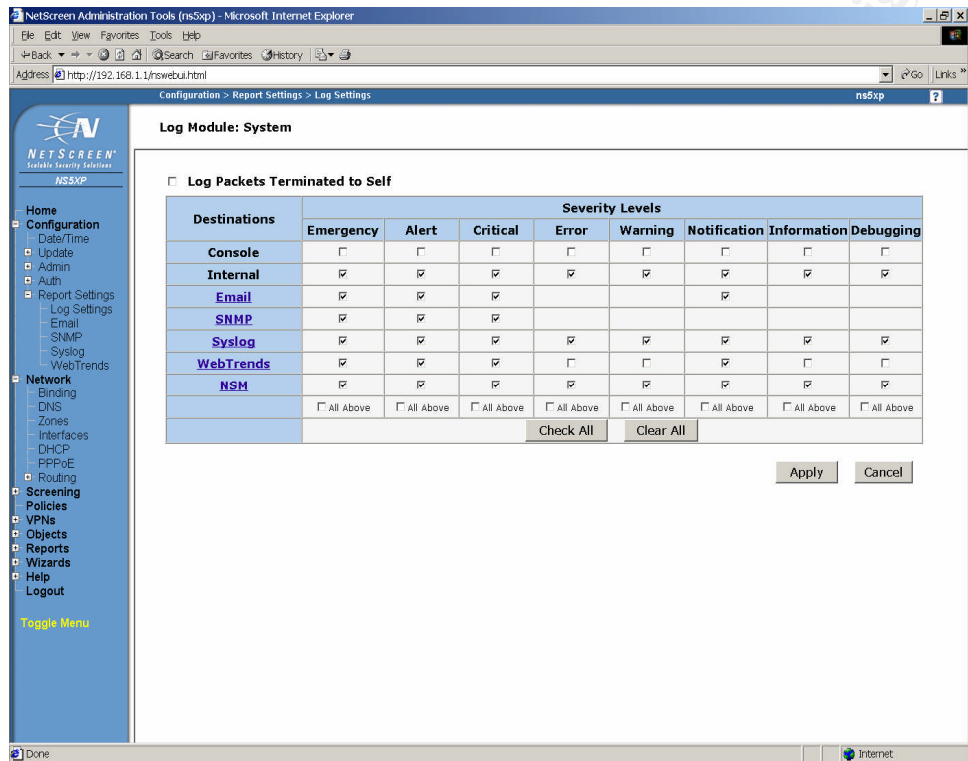 NetScreen Administration Tools (ns5xp) - Microsoft Internet Explorer
File Edit View Favorites Tools Help
Back Search Favorites History
Address http://192.168.1.1/nswebui.html Go Links »
Configuration > Report Settings > Log Settings ns5xp ?
N
NETSCREEN
Scalable Security Solutions
NS5XP
Home
Configuration
Date/Time
Update
Admin
Auth
Report Settings
Log Settings
Email
SNMP
Syslog
WebTrends
Network
Binding
DNS
Zones
Interfaces
DHCP
PPPoE
Routing
Screening
Policies
VPNs
Objects
Reports
Wizards
Help
Logout
Toggle Menu
Log Module: System
Log Packets Terminated to Self
Destinations Severity Levels
Emergency Alert Critical Error Warning Notification Information Debugging
Console
Internal
Email
SNMP
Syslog
WebTrends
NSM
All Above All Above All Above All Above All Above All Above All Above All Above
Check All Clear All
Apply Cancel
Done Internet